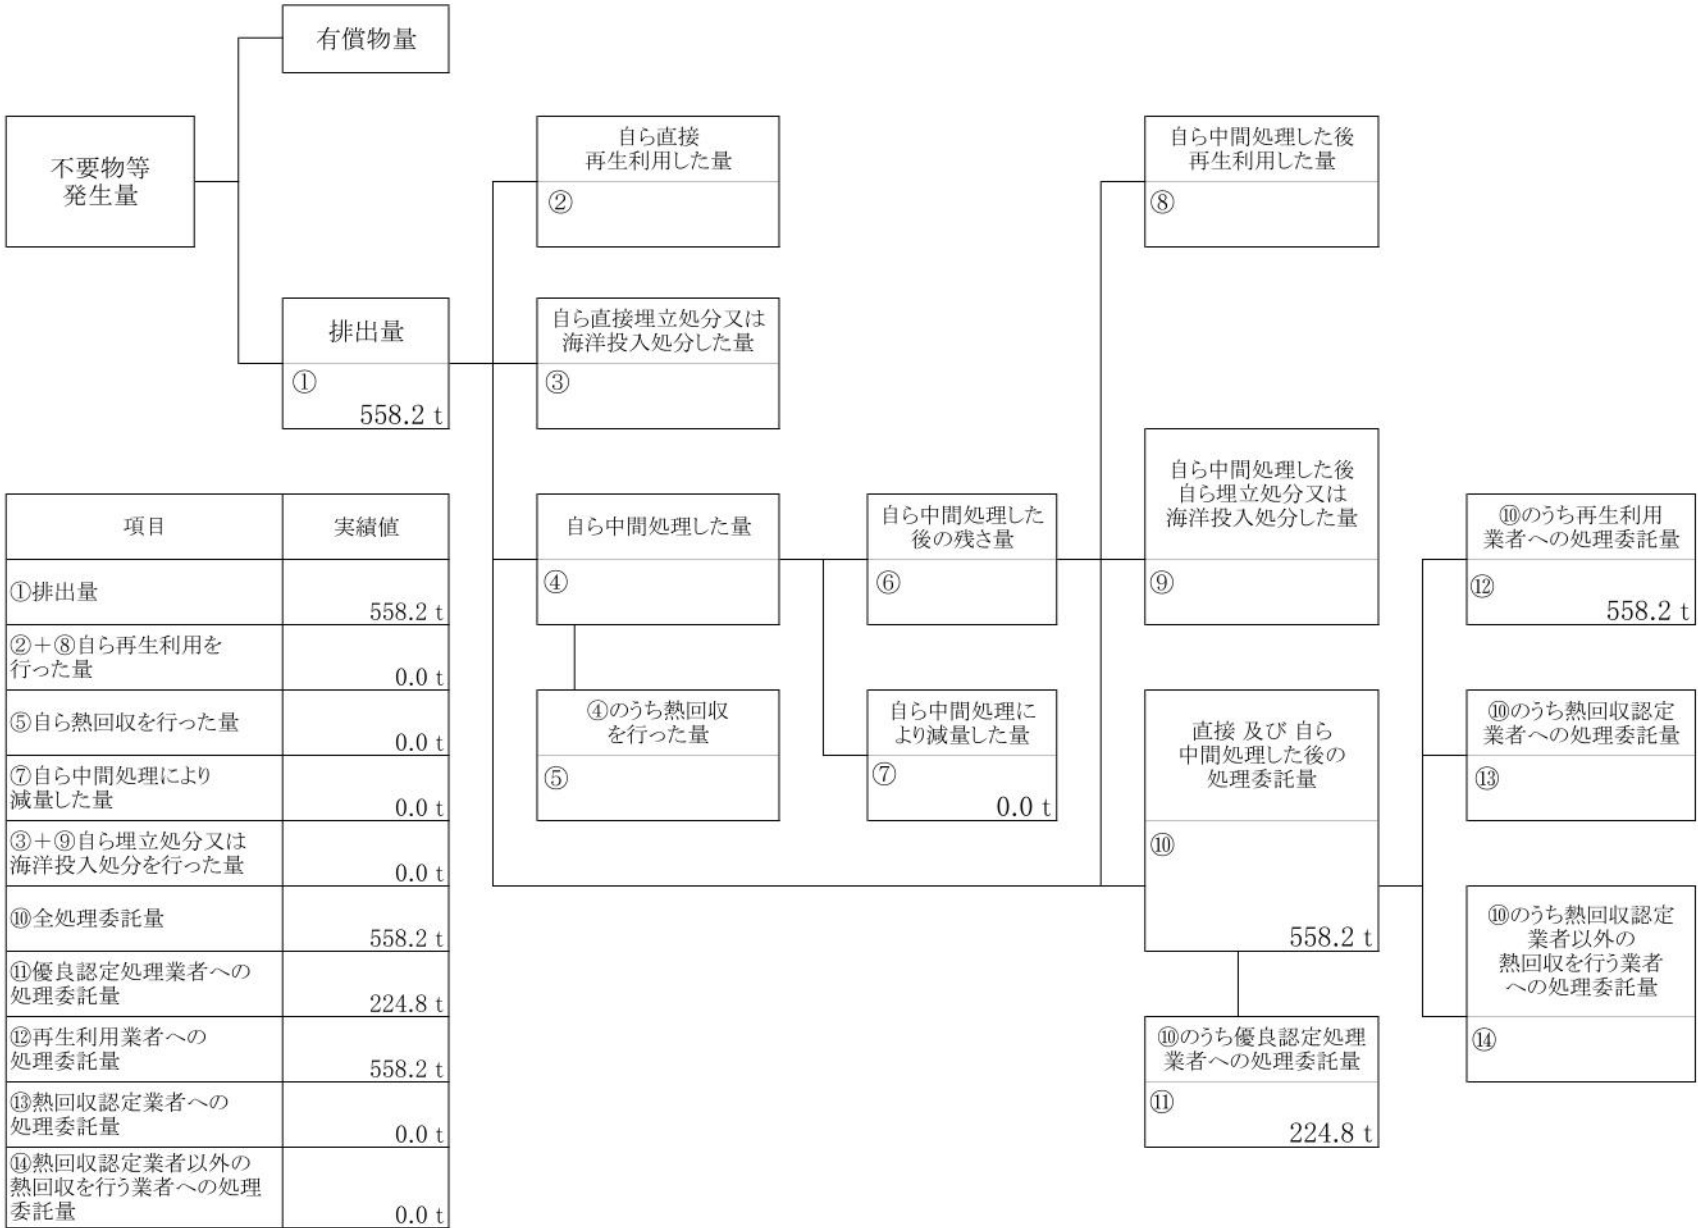 有償物量
不要物等
発生量
自ら直接
再生利用した量
②
自ら中間処理した後
再生利用した量
⑧
排出量
①
558.2 t
自ら直接埋立処分又は
海洋投入処分した量
③
自ら中間処理した量
④
自ら中間処理した
後の残さ量
⑥
自ら中間処理した後
自ら埋立処分又は
海洋投入処分した量
⑨
⑩のうち再生利用
業者への処理委託量
⑫
558.2 t
④のうち熱回収
を行った量
⑤
自ら中間処理に
より減量した量
⑦
0.0 t
直接 及び 自ら
中間処理した後の
処理委託量
⑩
558.2 t
⑩のうち熱回収認定
業者への処理委託量
⑬
⑩のうち熱回収認定
業者以外の
熱回収を行う業者
への処理委託量
⑭
⑩のうち優良認定処理
業者への処理委託量
⑪
224.8 t
項目 実績値
①排出量
558.2 t
②＋⑧自ら再生利用を
行った量
0.0 t
⑤自ら熱回収を行った量
0.0 t
⑦自ら中間処理により
減量した量
0.0 t
③＋⑨自ら埋立処分又は
海洋投入処分を行った量
0.0 t
⑩全処理委託量
558.2 t
⑪優良認定処理業者への
処理委託量
224.8 t
⑫再生利用業者への
処理委託量
558.2 t
⑬熱回収認定業者への
処理委託量
0.0 t
⑭熱回収認定業者以外の
熱回収を行う業者への処理
委託量
0.0 t